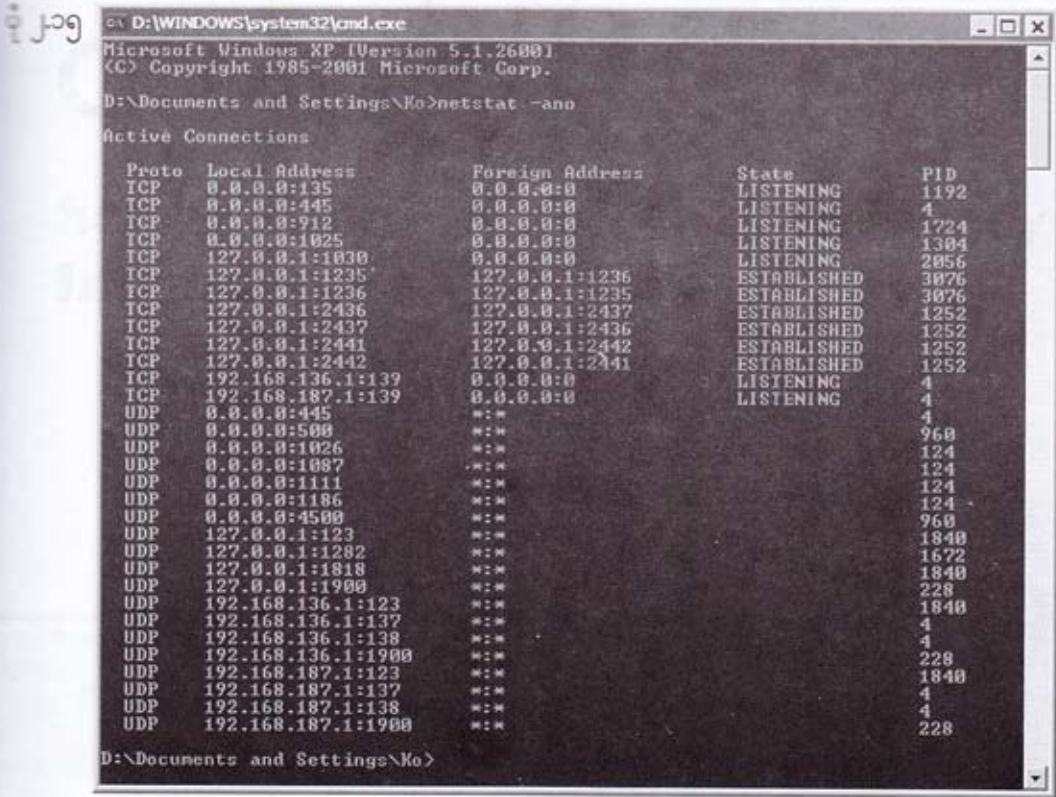 D:\WINDOWS\system32\cmd.exe
Microsoft Windows XP [Version 5.1.2600]
(C) Copyright 1985-2001 Microsoft Corp.
D:\Documents and Settings\Ko>netstat -ano
Active Connections
Proto Local Address Foreign Address State PID
TCP 0.0.0.0:135 0.0.0.0:0 LISTENING 1192
TCP 0.0.0.0:445 0.0.0.0:0 LISTENING 4
TCP 0.0.0.0:912 0.0.0.0:0 LISTENING 1724
TCP 0.0.0.0:1025 0.0.0.0:0 LISTENING 1304
TCP 127.0.0.1:1030 0.0.0.0:0 LISTENING 2056
TCP 127.0.0.1:1235 127.0.0.1:1236 ESTABLISHED 3076
TCP 127.0.0.1:1236 127.0.0.1:1235 ESTABLISHED 3076
TCP 127.0.0.1:2436 127.0.0.1:2437 ESTABLISHED 1252
TCP 127.0.0.1:2437 127.0.0.1:2436 ESTABLISHED 1252
TCP 127.0.0.1:2441 127.0.0.1:2442 ESTABLISHED 1252
TCP 127.0.0.1:2442 127.0.0.1:2441 ESTABLISHED 1252
TCP 192.168.136.1:139 0.0.0.0:0 LISTENING 4
TCP 192.168.187.1:139 0.0.0.0:0 LISTENING 4
UDP 0.0.0.0:445 *:* 4
UDP 0.0.0.0:500 *:* 960
UDP 0.0.0.0:1026 *:* 124
UDP 0.0.0.0:1087 *:* 124
UDP 0.0.0.0:1111 *:* 124
UDP 0.0.0.0:1186 *:* 124
UDP 0.0.0.0:4500 *:* 960
UDP 127.0.0.1:123 *:* 1840
UDP 127.0.0.1:1282 *:* 1672
UDP 127.0.0.1:1818 *:* 1840
UDP 127.0.0.1:1900 *:* 228
UDP 192.168.136.1:123 *:* 1840
UDP 192.168.136.1:137 *:* 4
UDP 192.168.136.1:138 *:* 4
UDP 192.168.136.1:1900 *:* 228
UDP 192.168.187.1:123 *:* 1840
UDP 192.168.187.1:137 *:* 4
UDP 192.168.187.1:138 *:* 4
UDP 192.168.187.1:1900 *:* 228
D:\Documents and Settings\Ko>